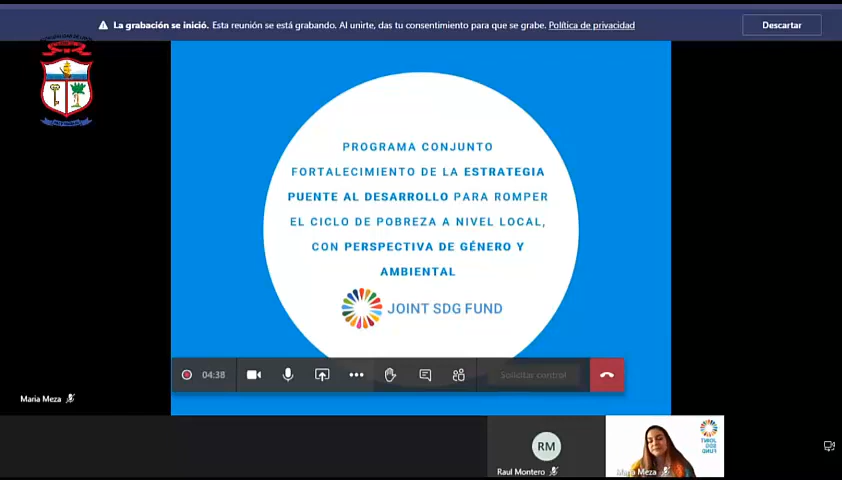 La grabación se inició. Esta reunión se está grabando. Al unirte, das tu consentimiento para que se grabe. Política de privacidad
Descartar
PROGRAMA CONJUNTO
FORTALECIMIENTO DE LA ESTRATEGIA
PUENTE AL DESARROLLO PARA ROMPER
EL CICLO DE POBREZA A NIVEL LOCAL,
CON PERSPECTIVA DE GÉNERO Y
AMBIENTAL
JOINT SDG FUND
04:38
Solicitar control
Maria Meza
RM
Raul Montero
Maria Meza
JOINT
SDG
FUND